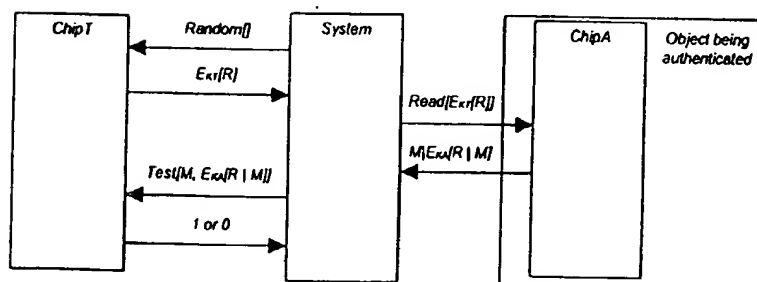 ChipT
Random[]
System
ChipA
Object being
authenticated
E_KT[R]
Read[E_KT[R]]
M|E_KA[R | M]
Test[M, E_KA[R | M]]
1 or 0